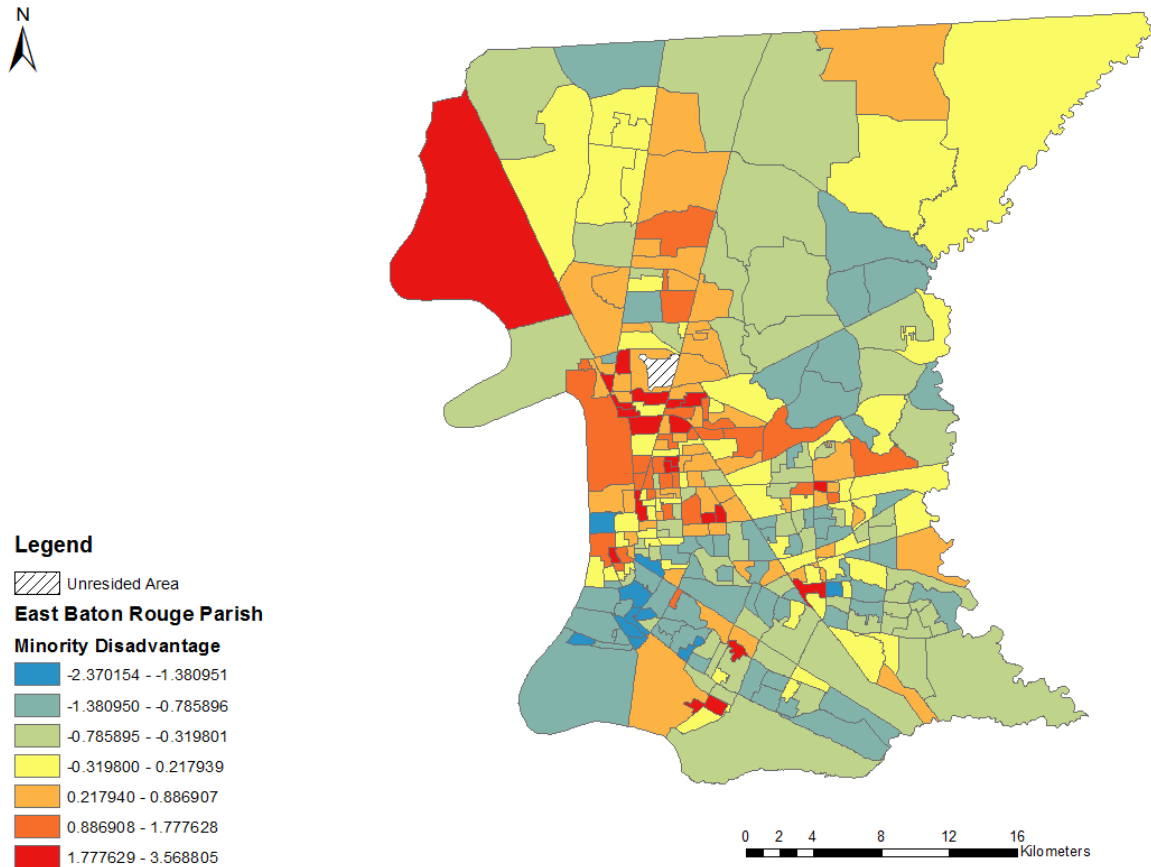 N
Legend
Unresided Area
East Baton Rouge Parish
Minority Disadvantage
-2.370154 - -1.380951
-1.380950 - -0.785896
-0.785895 - -0.319801
-0.319800 - 0.217939
0.217940 - 0.886907
0.886908 - 1.777628
1.777629 - 3.568805
0 2 4 8 12 16
Kilometers